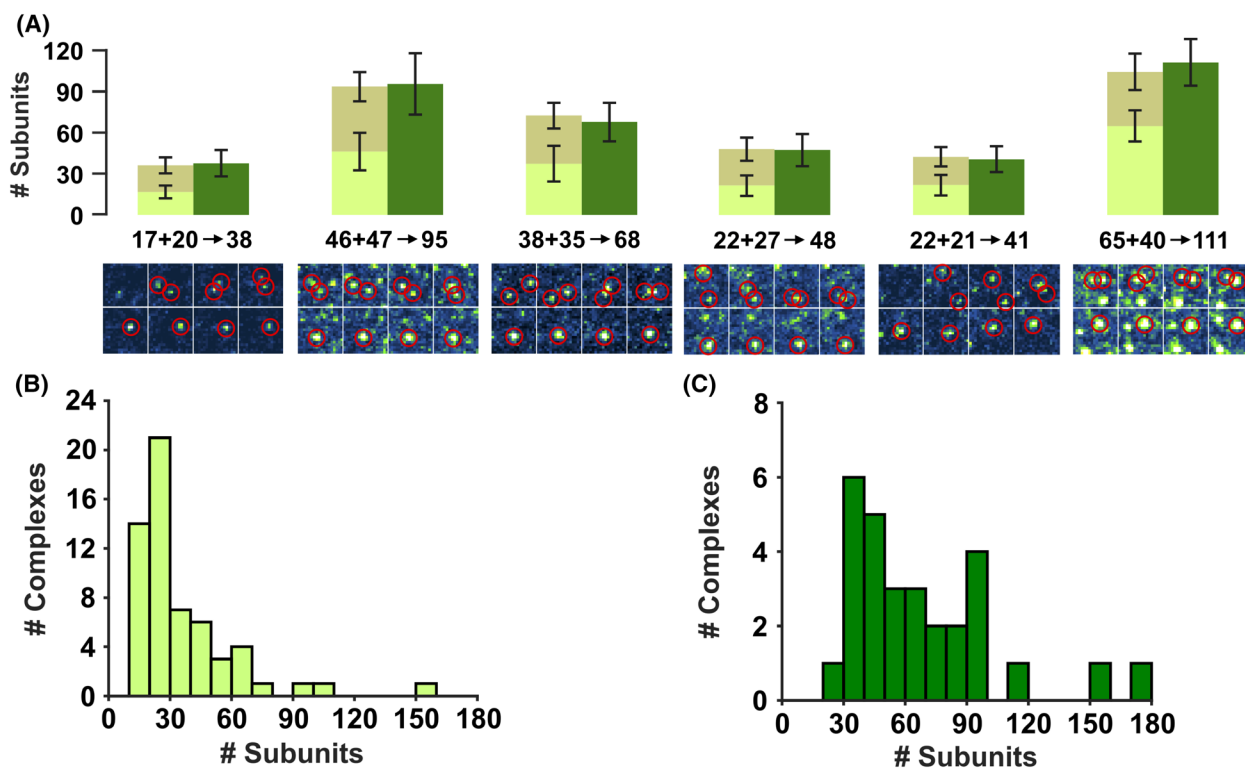 (A)
120
90
60
30
0
# Subunits
17+20→38
46+47→95
38+35→68
22+27→48
22+21→41
65+40→111
(B)
24
20
16
12
8
4
0
# Complexes
0 30 60 90 120 150 180
# Subunits
(C)
8
6
4
2
0
# Complexes
0 30 60 90 120 150 180
# Subunits